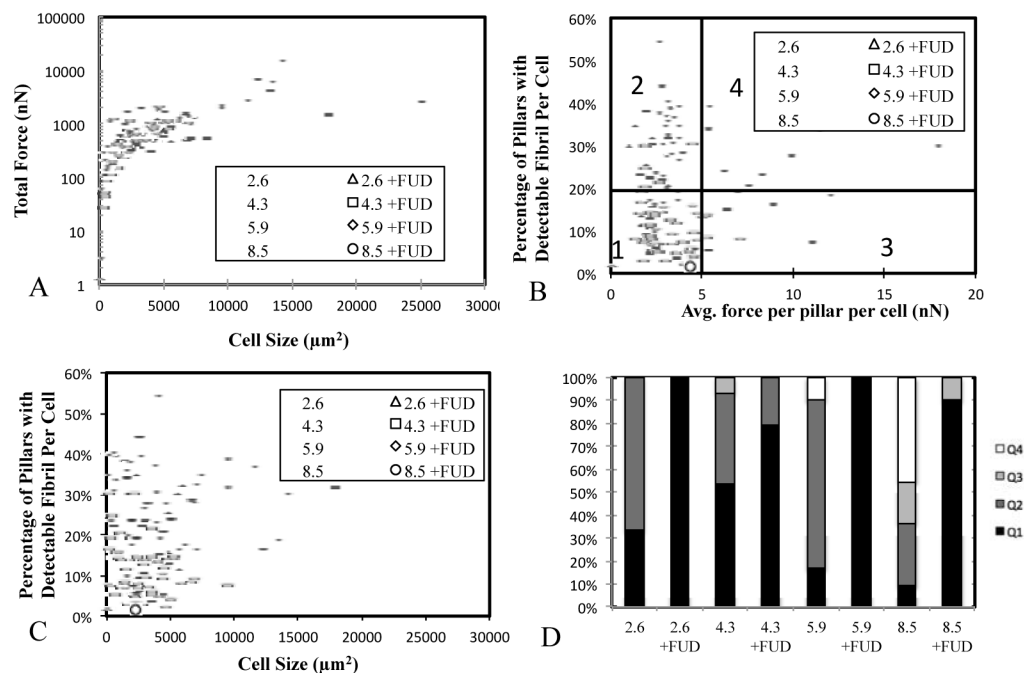 100000
10000
1000
100
10
1
Total Force (nN)
2.6 2.6 +FUD
4.3 4.3 +FUD
5.9 5.9 +FUD
8.5 8.5 +FUD
0 5000 10000 15000 20000 25000 30000
Cell Size (µm²)
A
60%
50%
40%
30%
20%
10%
0%
Percentage of Pillars with
Detectable Fibril Per Cell
2.6 2.6 +FUD
4.3 4.3 +FUD
5.9 5.9 +FUD
8.5 8.5 +FUD
2 4
1 3
0 5 10 15 20
Avg. force per pillar per cell (nN)
B
60%
50%
40%
30%
20%
10%
0%
Percentage of Pillars with
Detectable Fibril Per Cell
2.6 2.6 +FUD
4.3 4.3 +FUD
5.9 5.9 +FUD
8.5 8.5 +FUD
0 5000 10000 15000 20000 25000 30000
Cell Size (µm²)
C
100%
90%
80%
70%
60%
50%
40%
30%
20%
10%
0%
Q4
Q3
Q2
Q1
2.6 2.6 4.3 4.3 5.9 5.9 8.5 8.5
+FUD +FUD +FUD +FUD
D